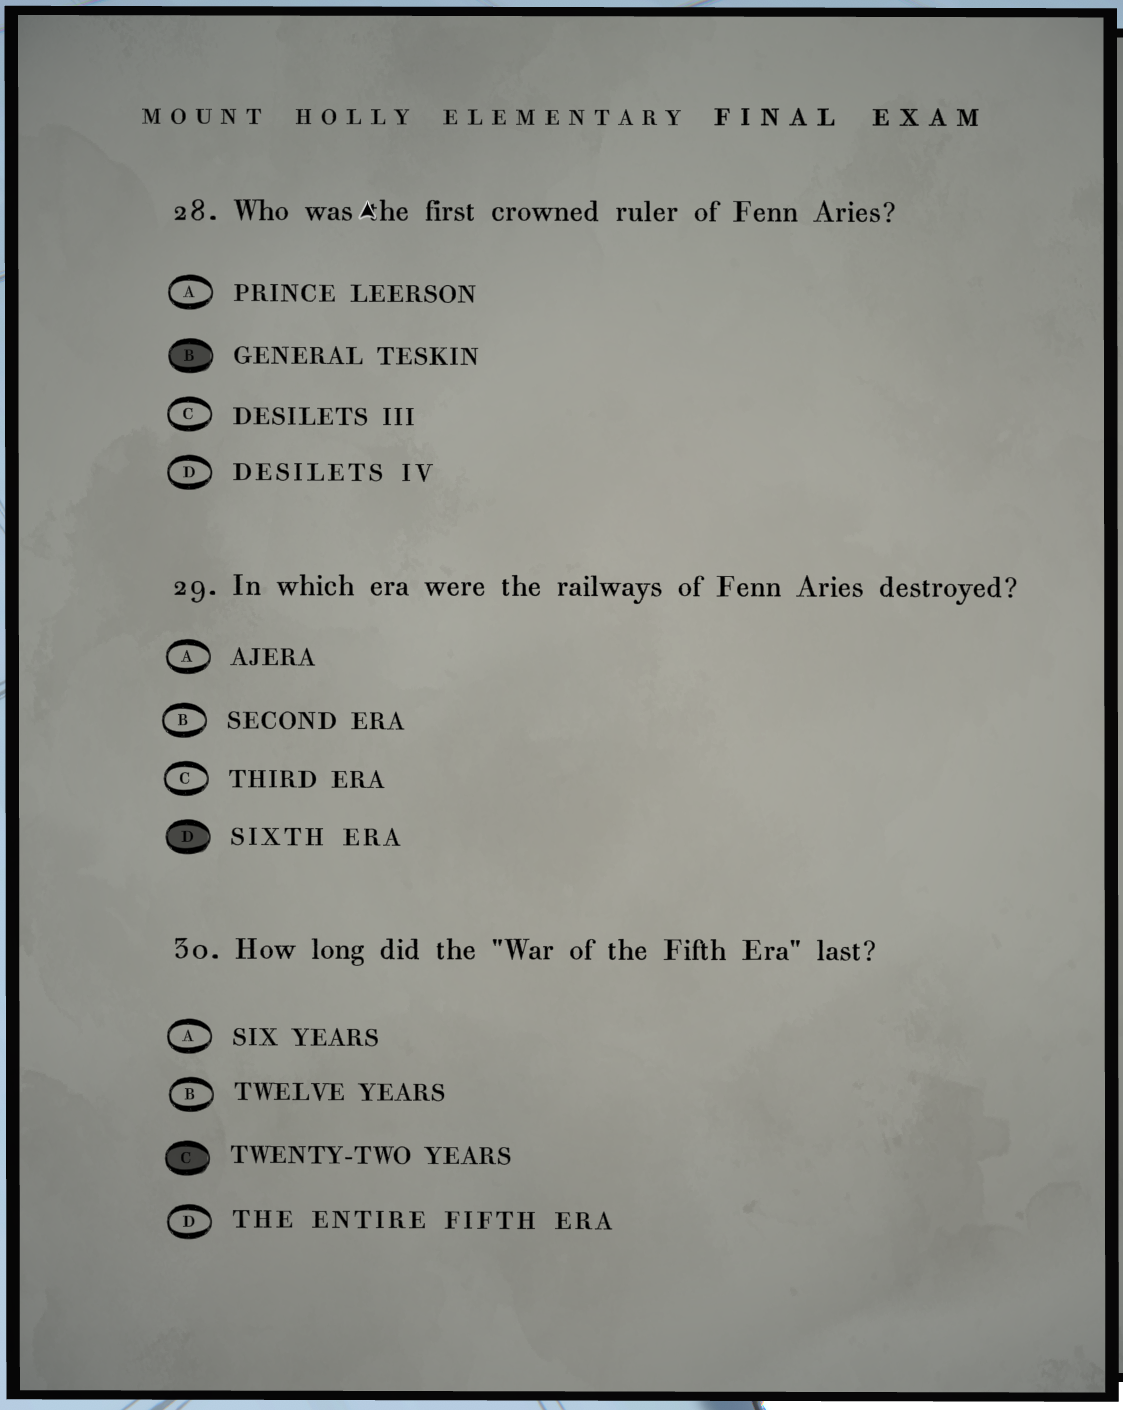 MOUNT HOLLY ELEMENTARY FINAL EXAM
28. Who was the first crowned ruler of Fenn Aries?
A PRINCE LEERSON
B GENERAL TESKIN
C DESILETS III
D DESILETS IV
29. In which era were the railways of Fenn Aries destroyed?
A AJERA
B SECOND ERA
C THIRD ERA
D SIXTH ERA
30. How long did the "War of the Fifth Era" last?
A SIX YEARS
B TWELVE YEARS
C TWENTY-TWO YEARS
D THE ENTIRE FIFTH ERA